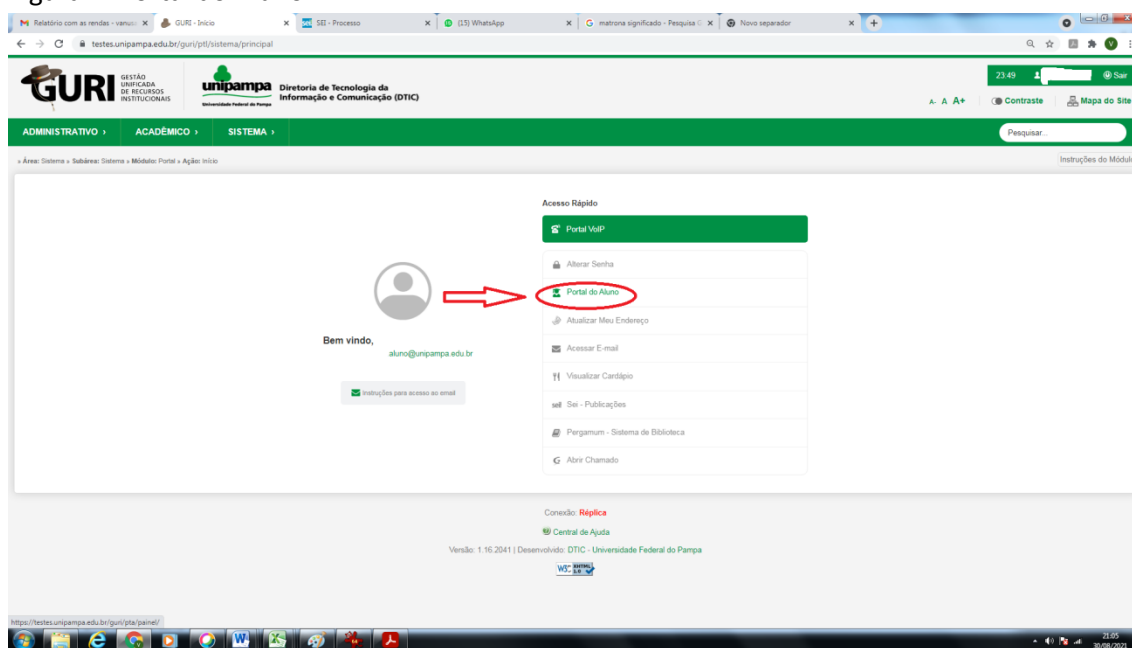 Relatório com as rendas - vanus
GURI - Início
SEI - Processo
(15) WhatsApp
matrona significado - Pesquisa
Novo separador
testes.unipampa.edu.br/guri/ptl/sistema/principal
GURI
GESTÃO
UNIFICADA
DE RECURSOS
INSTITUCIONAIS
unipampa
Universidade Federal do Pampa
Diretoria de Tecnologia da
Informação e Comunicação (DTIC)
23:49
Sair
A- A A+
Contraste
Mapa do Site
ADMINISTRATIVO ›
ACADÊMICO ›
SISTEMA ›
Pesquisar...
» Área: Sistema » Subárea: Sistema » Módulo: Portal » Ação: Início
Instruções do Módulo
Acesso Rápido
Portal VoIP
Alterar Senha
Portal do Aluno
Atualizar Meu Endereço
Acessar E-mail
Visualizar Cardápio
sei! Sei - Publicações
Pergamum - Sistema de Biblioteca
Abrir Chamado
Bem vindo,
aluno@unipampa.edu.br
Instruções para acesso ao email
Conexão: Réplica
Central de Ajuda
Versão: 1.16.2041 | Desenvolvido: DTIC - Universidade Federal do Pampa
W3C XHTML 1.0
https://testes.unipampa.edu.br/guri/pta/painel/
21:05
30/08/2021